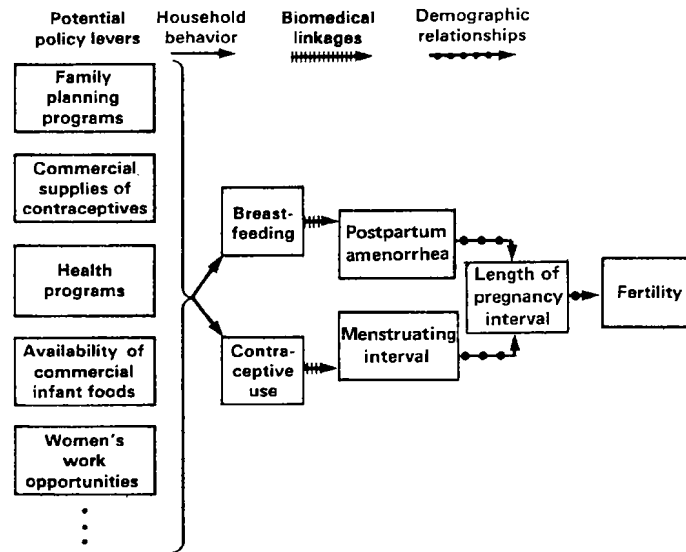 Potential
policy levers
Household
behavior
Biomedical
linkages
Demographic
relationships
Family
planning
programs
Commercial
supplies of
contraceptives
Health
programs
Availability of
commercial
infant foods
Women's
work
opportunities
Breast-
feeding
Contra-
ceptive
use
Postpartum
amenorrhea
Menstruating
interval
Length of
pregnancy
interval
Fertility